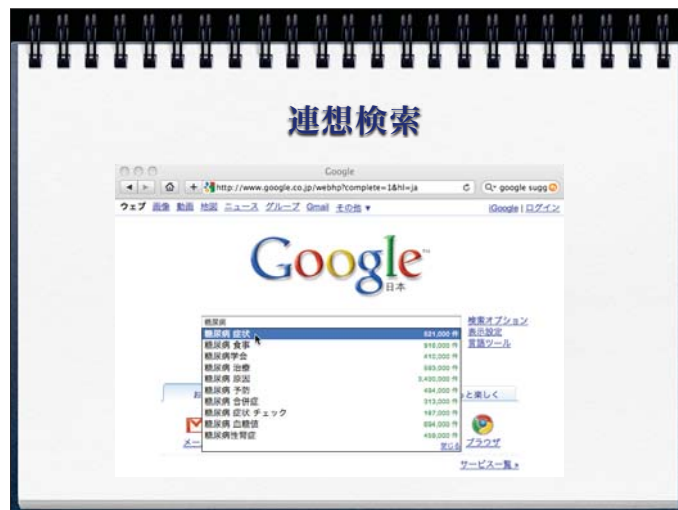 連想検索
Google
http://www.google.co.jp/webhp?complete=1&hl=ja
google sugg
ウェブ 画像 動画 地図 ニュース グループ Gmail その他 ▼
iGoogle | ログイン
Google™
日本
糖尿病
検索オプション
表示設定
言語ツール
糖尿病 症状
糖尿病 食事
糖尿病学会
糖尿病 治療
糖尿病 原因
糖尿病 予防
糖尿病 合併症
糖尿病 症状 チェック
糖尿病 血糖値
糖尿病性腎症
閉じる
お
っと楽しく
メー
ブラウザ
サービス一覧 »